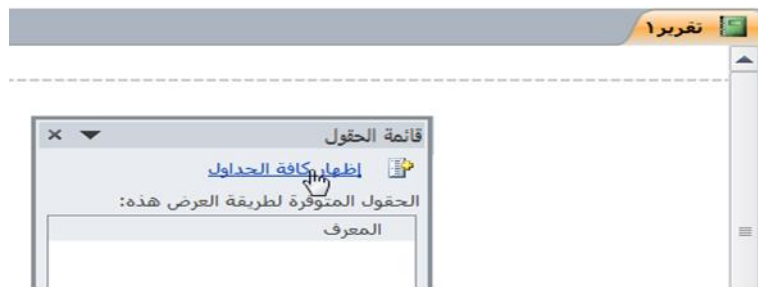 تقرير١
قائمة الحقول
إظهار كافة الجداول
الحقول المتوفرة لطريقة العرض هذه:
المعرف